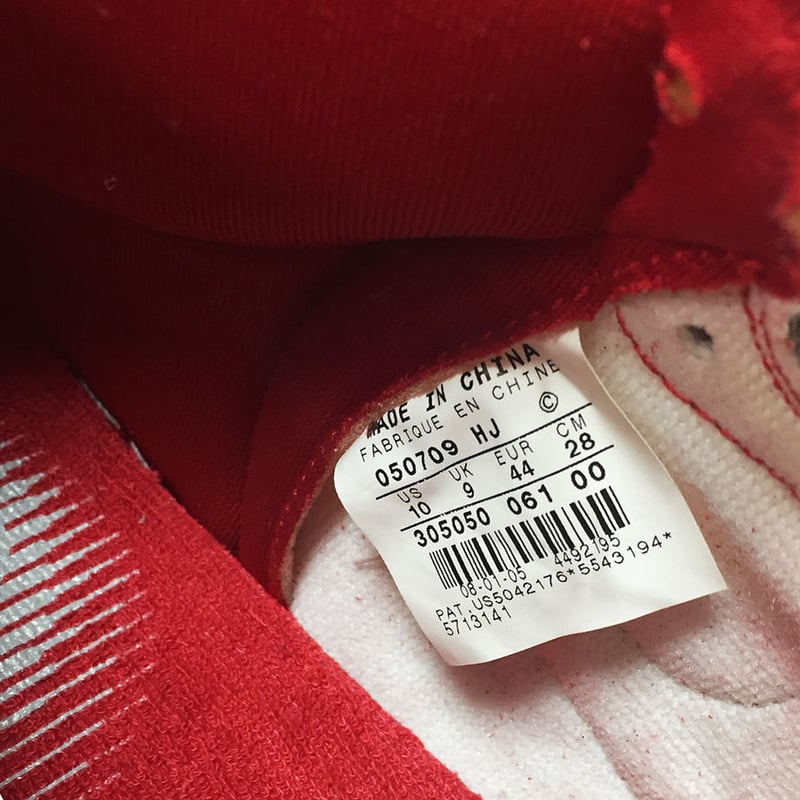 MADE IN CHINA
FABRIQUE EN CHINE
050709 HJ ©
US UK EUR CM
10 9 44 28
305050 061 00
08-01-05 4492195
PAT.US5042176*5543194*
5713141